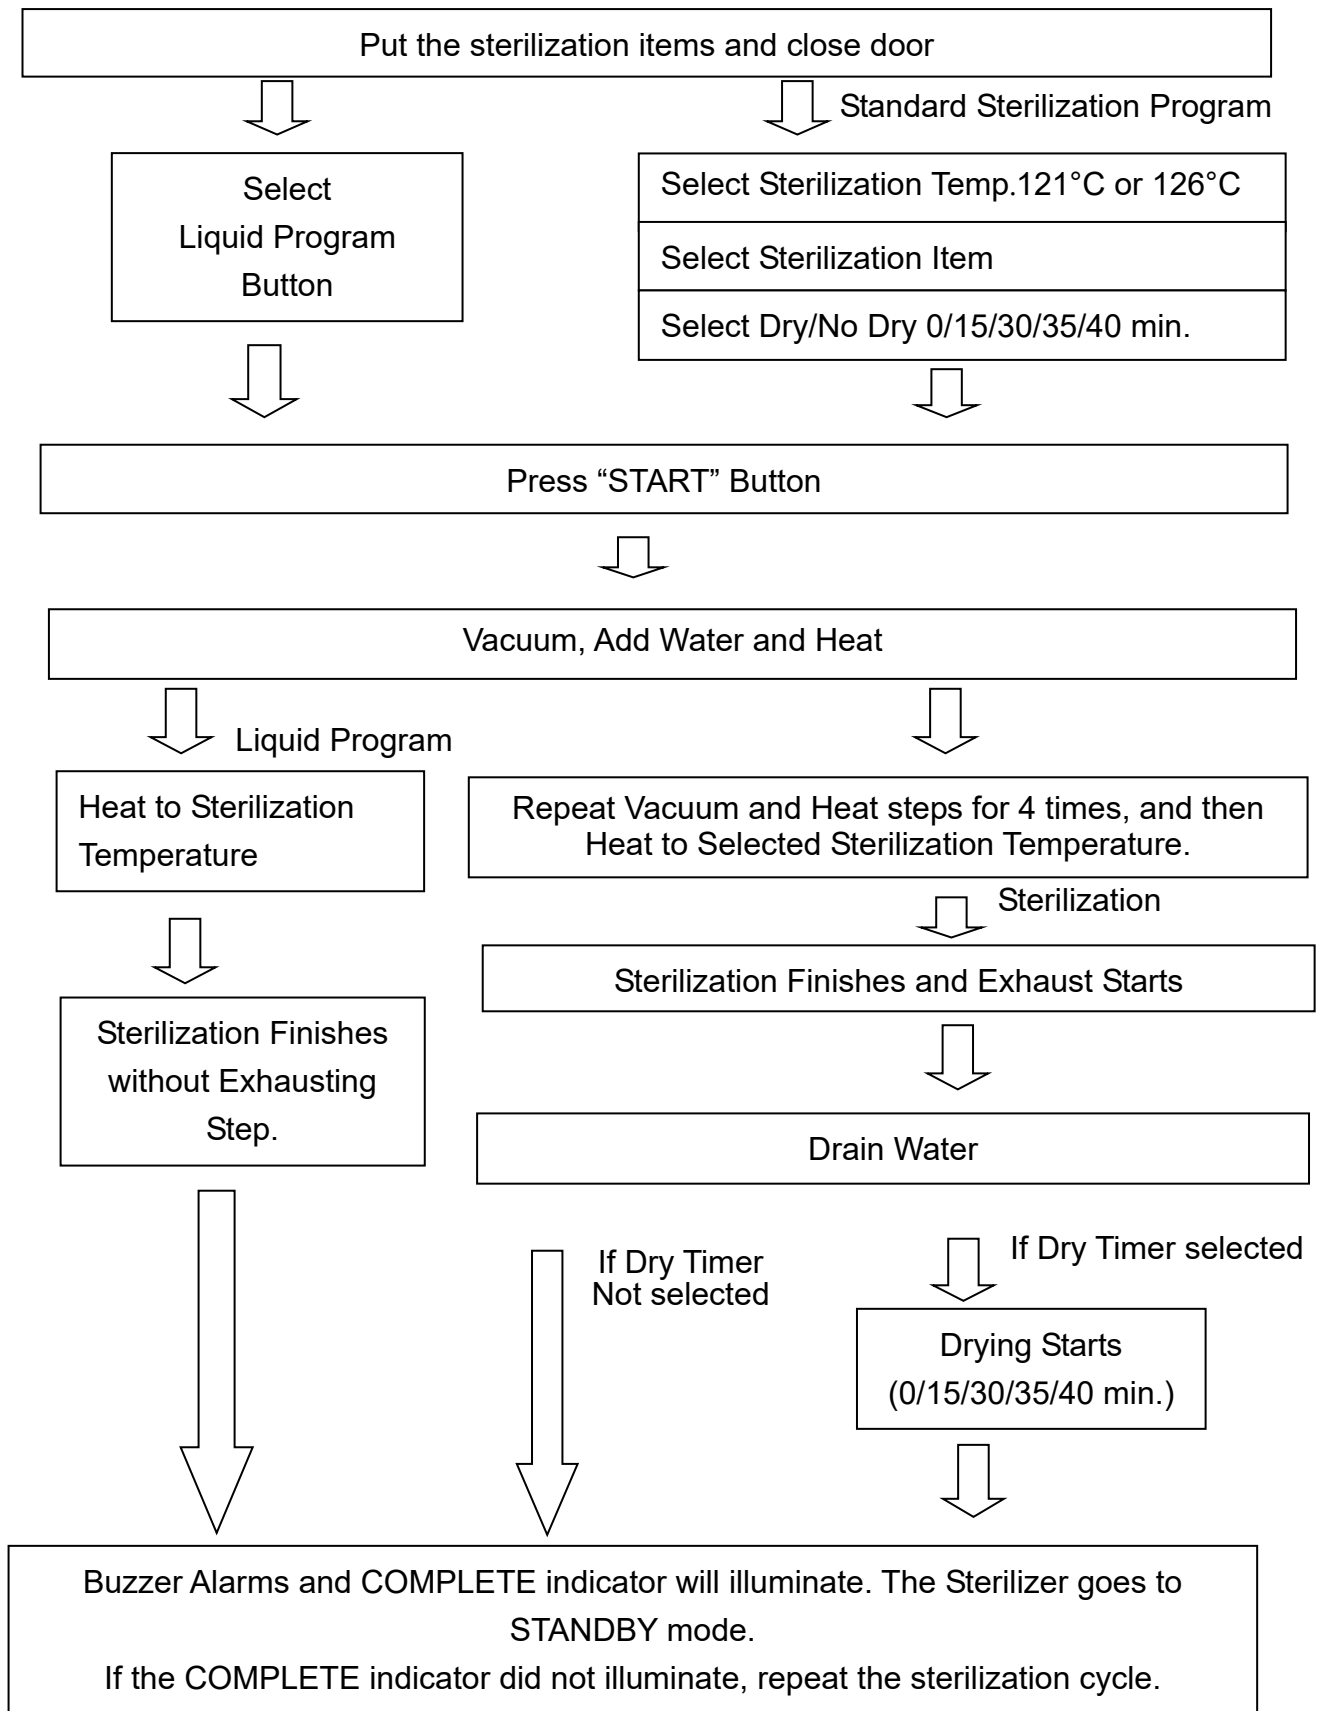 Put the sterilization items and close door
Standard Sterilization Program
Select
Liquid Program
Button
Select Sterilization Temp.121°C or 126°C
Select Sterilization Item
Select Dry/No Dry 0/15/30/35/40 min.
Press “START” Button
Vacuum, Add Water and Heat
Liquid Program
Heat to Sterilization
Temperature
Repeat Vacuum and Heat steps for 4 times, and then
Heat to Selected Sterilization Temperature.
Sterilization
Sterilization Finishes and Exhaust Starts
Sterilization Finishes
without Exhausting
Step.
Drain Water
If Dry Timer
Not selected
If Dry Timer selected
Drying Starts
(0/15/30/35/40 min.)
Buzzer Alarms and COMPLETE indicator will illuminate. The Sterilizer goes to
STANDBY mode.
If the COMPLETE indicator did not illuminate, repeat the sterilization cycle.